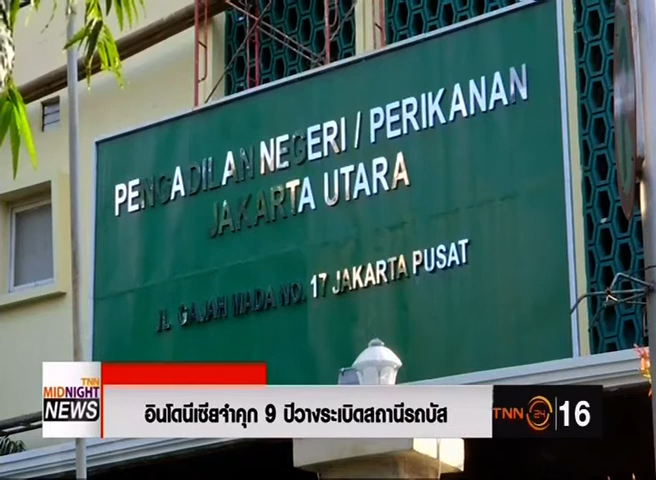 PENGADILAN NEGERI / PERIKANAN
JAKARTA UTARA
JL. GAJAH MADA NO. 17 JAKARTA PUSAT
TNN
MIDNIGHT
NEWS
อินโดนีเซียจำคุก 9 ปีวางระเบิดสถานีรถบัส
TNN 24 16